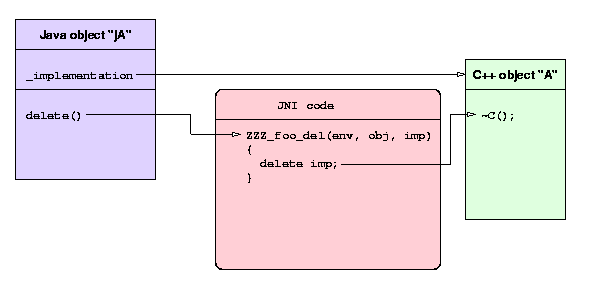 Java object "jA"
_implementation
delete()
JNI code
ZZZ_foo_del(env, obj, imp)
{
delete imp;
}
C++ object "A"
~C();